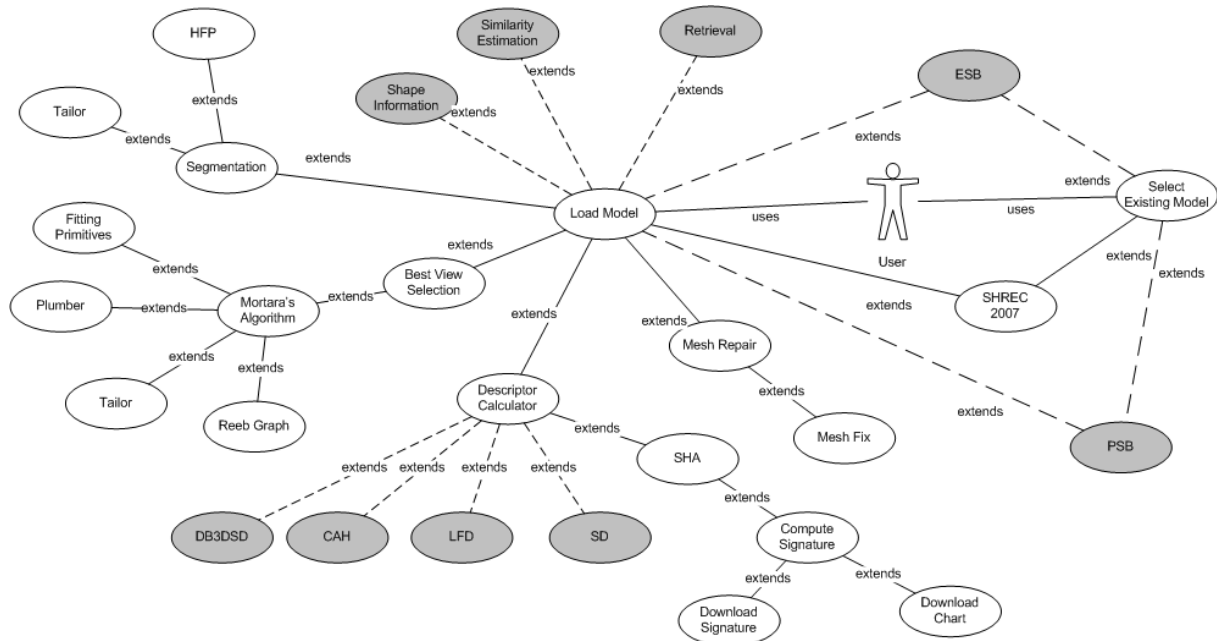 HFP
Similarity
Estimation
Retrieval
ESB
extends
extends
extends
Shape
Information
extends
extends
extends
Tailor
extends
Segmentation
extends
extends
Select
Existing Model
Load Model
uses
uses
User
Fitting
Primitives
extends
extends
Best View
Selection
extends
extends
Plumber
extends
Mortara's
Algorithm
extends
extends
SHREC
2007
extends
extends
Mesh Repair
extends
extends
Tailor
Reeb Graph
Descriptor
Calculator
extends
extends
extends
Mesh Fix
PSB
SHA
extends
extends
extends
extends
extends
DB3DSD
CAH
LFD
SD
Compute
Signature
extends
extends
Download
Signature
Download
Chart